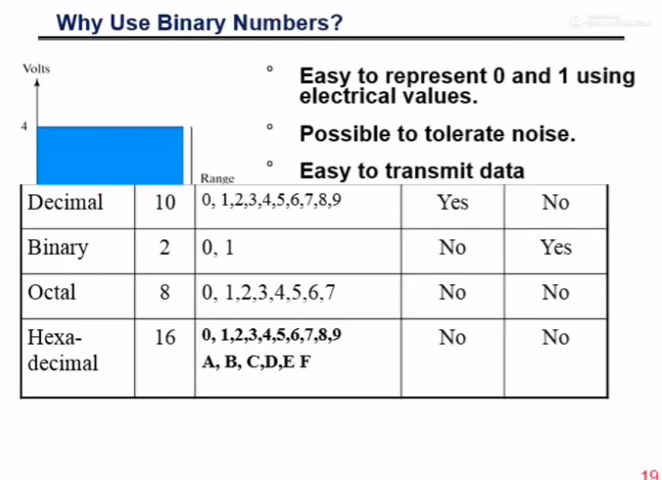 Why Use Binary Numbers?
Volts
4
Range
° Easy to represent 0 and 1 using
electrical values.
° Possible to tolerate noise.
° Easy to transmit data
Decimal 10 0, 1,2,3,4,5,6,7,8,9 Yes No
Binary 2 0, 1 No Yes
Octal 8 0, 1,2,3,4,5,6,7 No No
Hexa- 16 0, 1,2,3,4,5,6,7,8,9 No No
decimal A, B, C,D,E F
19